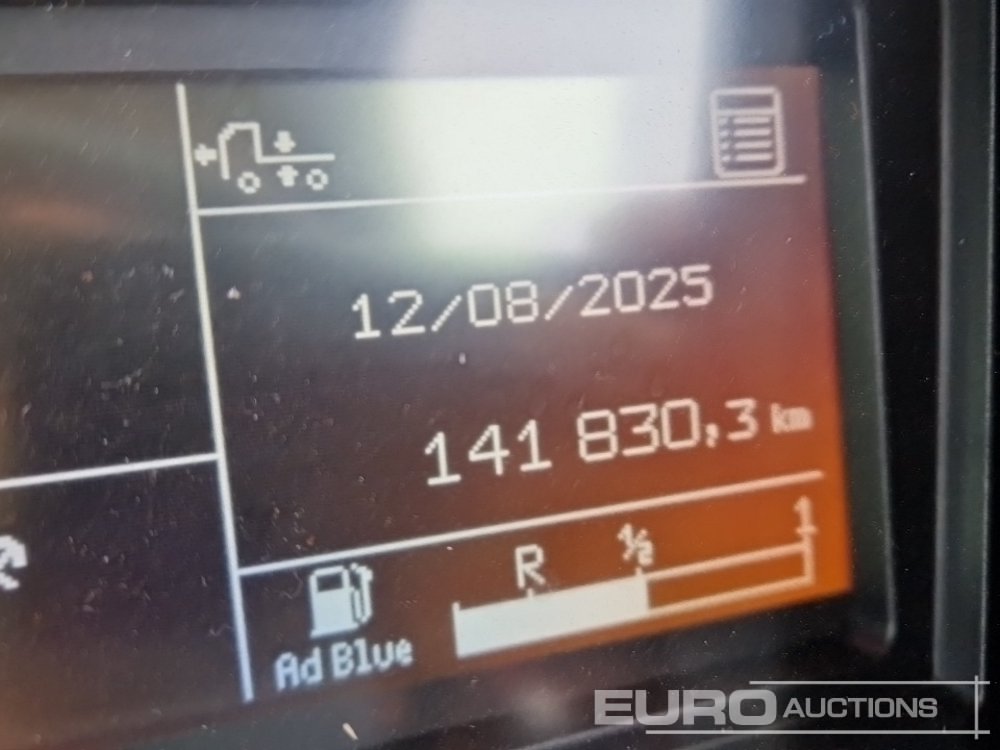 12/08/2025
141 830,3 km
R ½ 1
Ad Blue
EURO AUCTIONS